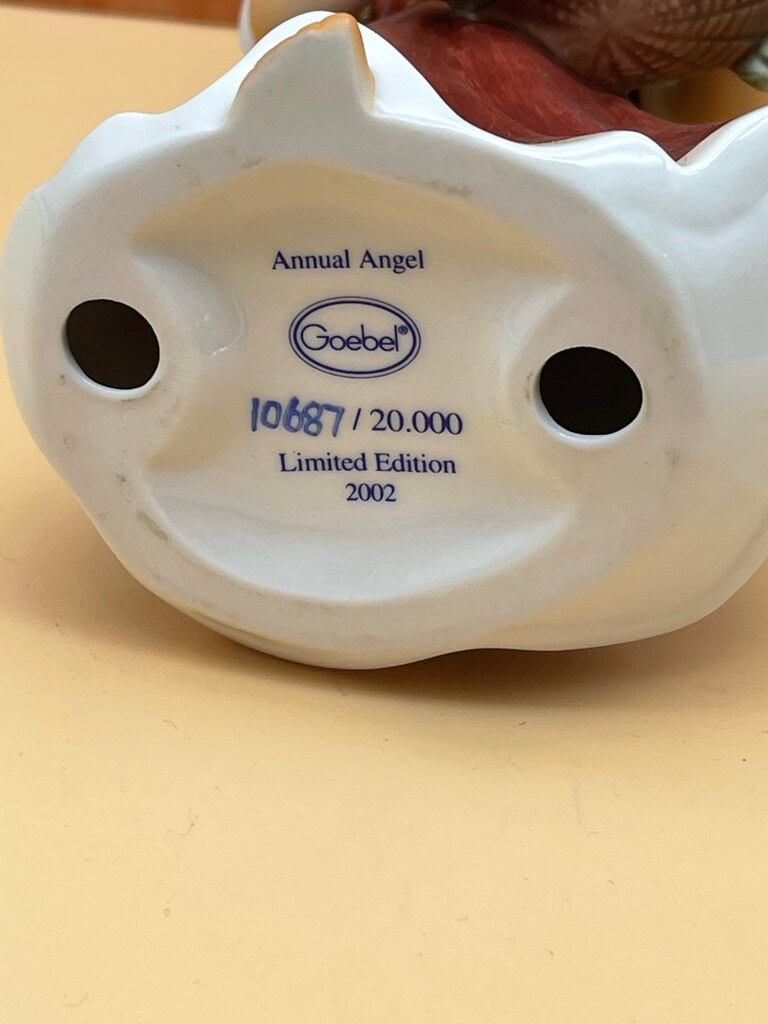 Annual Angel
Goebel®
10687 / 20.000
Limited Edition
2002